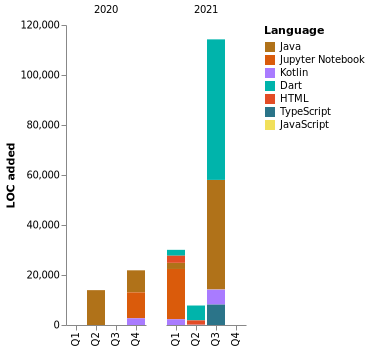 2020
2021
LOC added
120,000
100,000
80,000
60,000
40,000
20,000
0
Q1
Q2
Q3
Q4
Q1
Q2
Q3
Q4
Language
Java
Jupyter Notebook
Kotlin
Dart
HTML
TypeScript
JavaScript